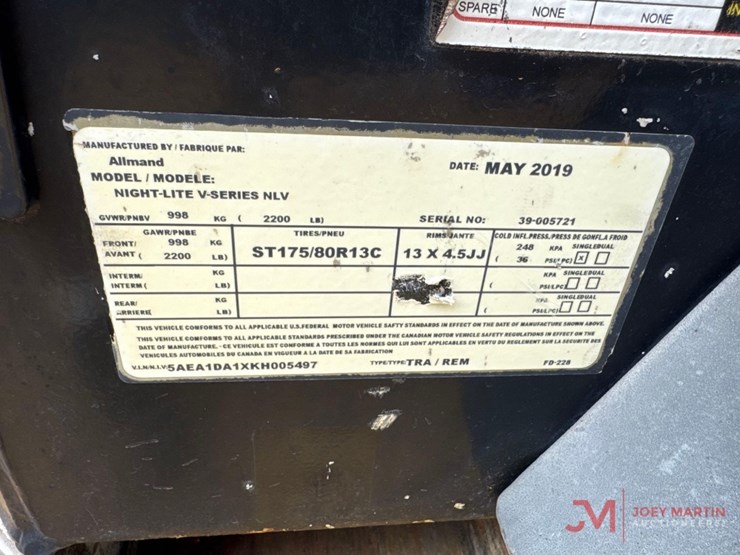 SPARE NONE NONE
MANUFACTURED BY / FABRIQUE PAR:
Allmand
DATE: MAY 2019
MODEL / MODELE:
NIGHT-LITE V-SERIES NLV
GVWR/PNBV 998 KG ( 2200 LB) SERIAL NO: 39-005721
GAWR/PNBE TIRES/PNEU RIMS JANTE COLD INFL.PRESS./PRESS.DE GONFL.A FROID
FRONT/ 998 KG ST175/80R13C 13 X 4.5JJ 248 KPA SINGLE DUAL
AVANT ( 2200 LB) ( 36 PSI/LPC) X
INTERM/ KG KPA SINGLE DUAL
INTERM ( LB) PSI/LPC)
REAR/ KG KPA SINGLE DUAL
ARRIERE( LB) PSI/LPC)
THIS VEHICLE CONFORMS TO ALL APPLICABLE U.S.FEDERAL MOTOR VEHICLE SAFTY STANDARDS IN EFFECT ON THE DATE OF MANUFACTURE SHOWN ABOVE.
THIS VEHICLE CONFORMS TO ALL APPLICABLE STANDARDS PRESCRIBED UNDER THE CANADIAN MOTOR VEHICLE SAFETY REGULATIONS IN EFFECT ON THE
DATE OF MANUFACTURE. - CE VEHICULE EST CONFORME A TOUTES LES NORMES QUI LUI SONT APPLICABLES EN VERTU DU REGLEMENT SUR LA SECURITE DES
VEHICULES AUTOMOBILES DU CANADA EN VIGUEUR A LA DATE DE SA FABRICATION
V.I.N/N.I.V: 5AEA1DA1XKH005497 TYPE/TYPE: TRA / REM FD-228
JM JOEY MARTIN
AUCTIONEERS